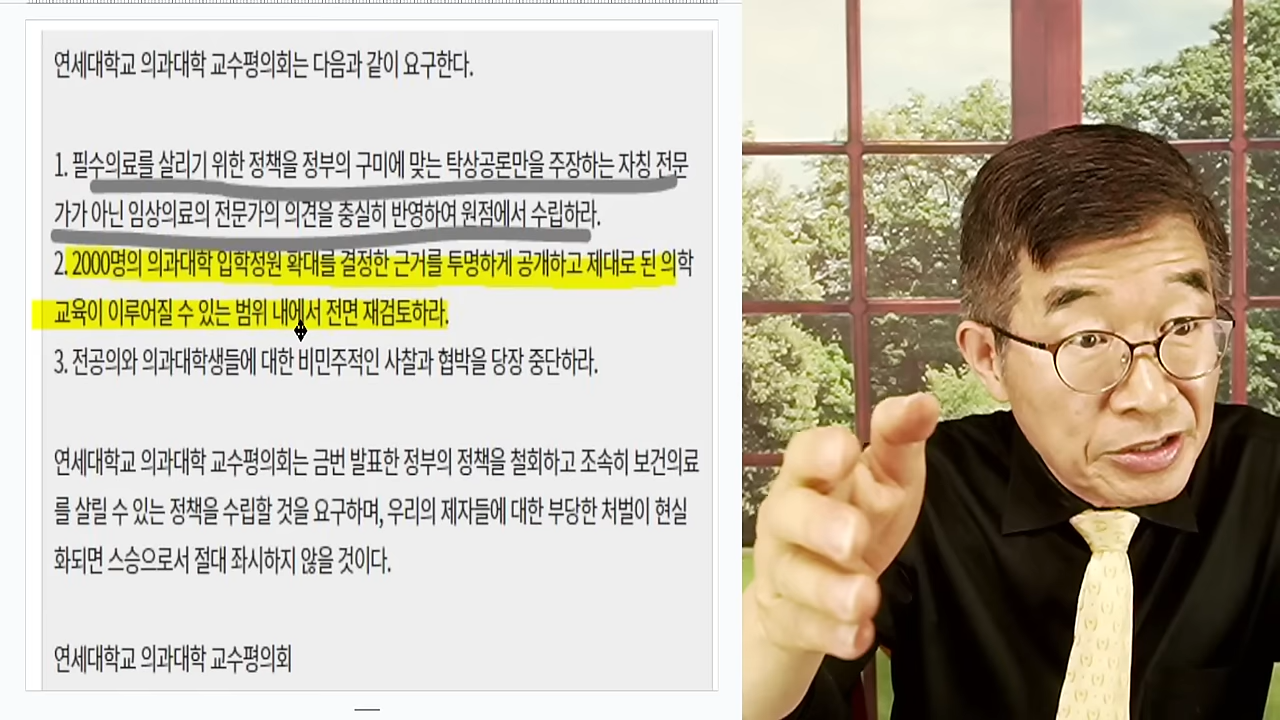 연세대학교 의과대학 교수평의회는 다음과 같이 요구한다.
1. 필수의료를 살리기 위한 정책을 정부의 구미에 맞는 탁상공론만을 주장하는 자칭 전문
가가 아닌 임상의료의 전문가의 의견을 충실히 반영하여 원점에서 수립하라.
2. 2000명의 의과대학 입학정원 확대를 결정한 근거를 투명하게 공개하고 제대로 된 의학
교육이 이루어질 수 있는 범위 내에서 전면 재검토하라.
3. 전공의와 의과대학생들에 대한 비민주적인 사찰과 협박을 당장 중단하라.
연세대학교 의과대학 교수평의회는 금번 발표한 정부의 정책을 철회하고 조속히 보건의료
를 살릴 수 있는 정책을 수립할 것을 요구하며, 우리의 제자들에 대한 부당한 처벌이 현실
화되면 스승으로서 절대 좌시하지 않을 것이다.
연세대학교 의과대학 교수평의회